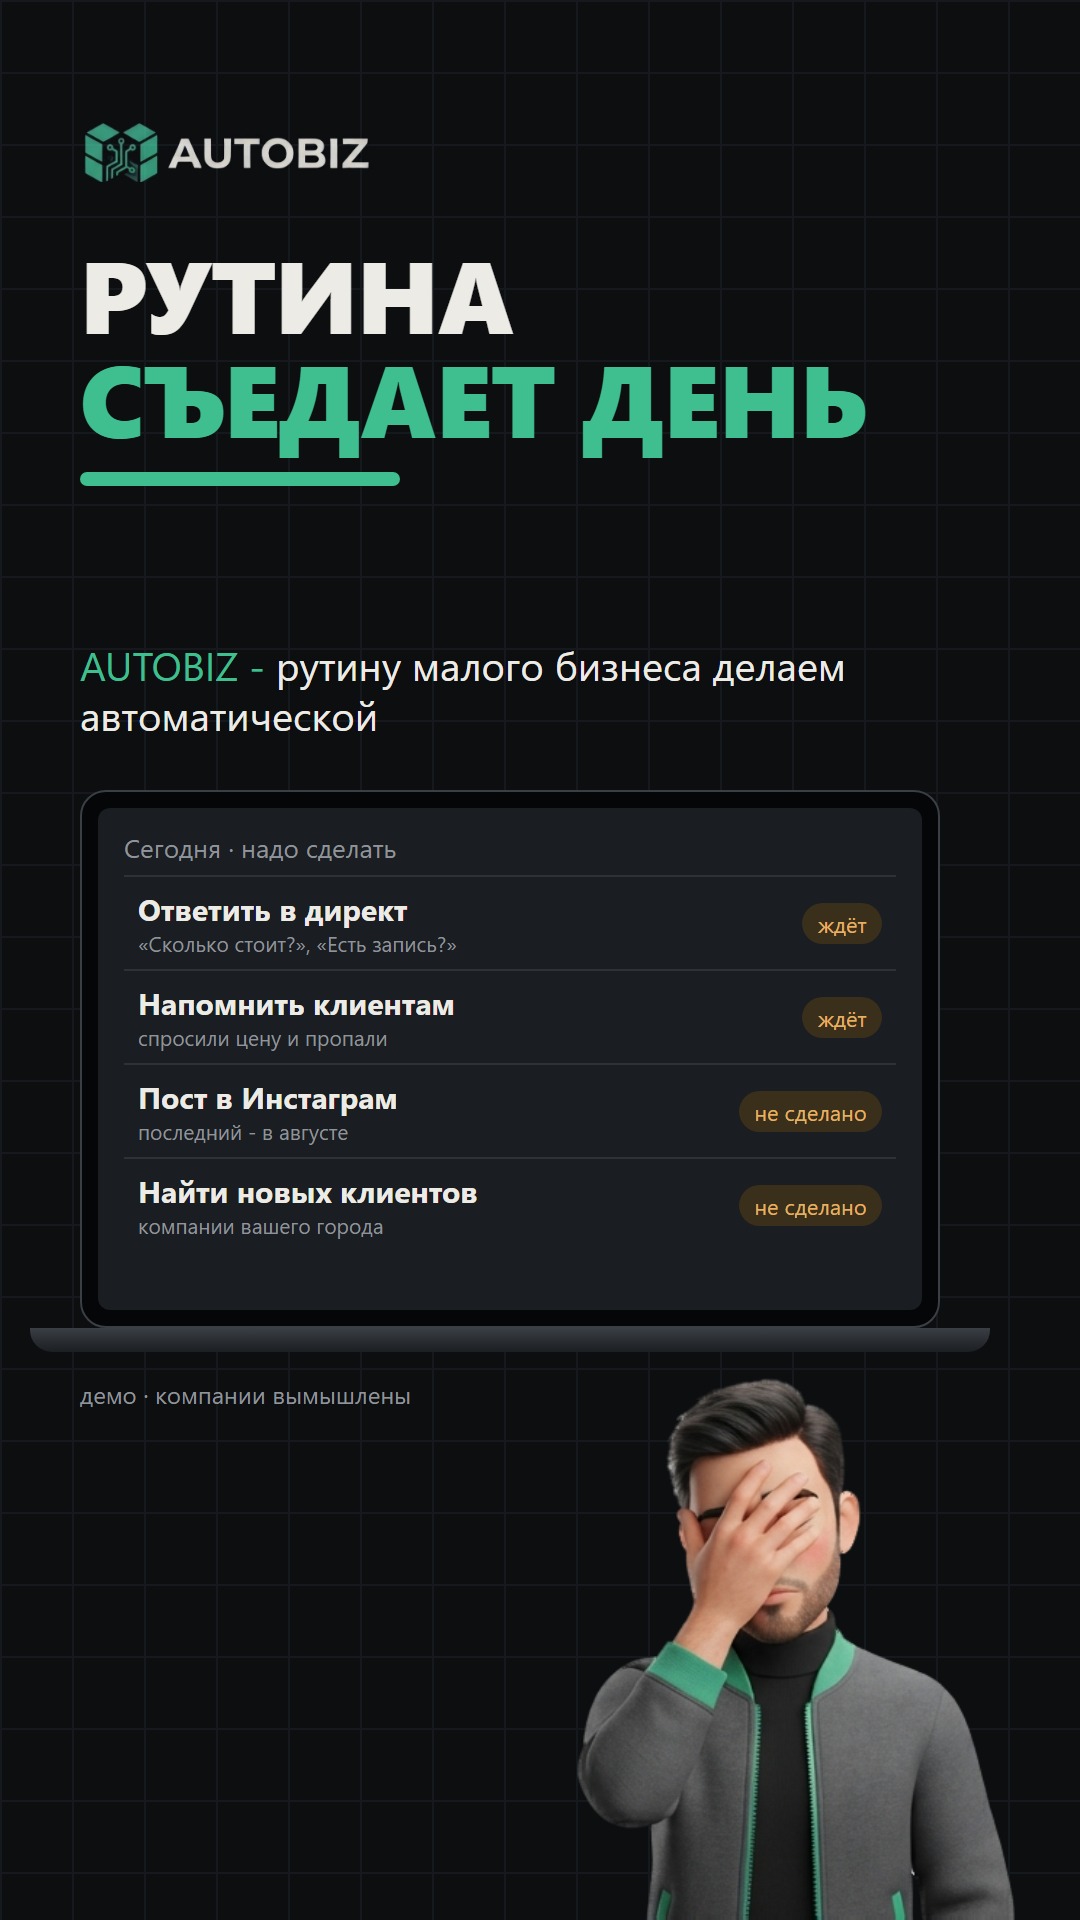 AUTOBIZ
РУТИНА
СЪЕДАЕТ ДЕНЬ
AUTOBIZ - рутину малого бизнеса делаем
автоматической
Сегодня · надо сделать
Ответить в директ
ждёт
«Сколько стоит?», «Есть запись?»
Напомнить клиентам
ждёт
спросили цену и пропали
Пост в Инстаграм
не сделано
последний - в августе
Найти новых клиентов
не сделано
компании вашего города
демо · компании вымышлены